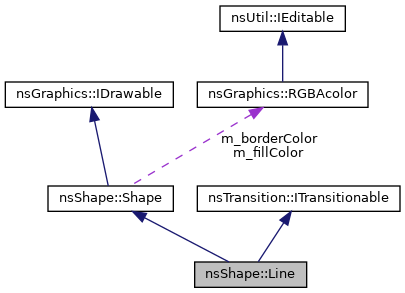 nsUtil::IEditable
nsGraphics::IDrawable
nsGraphics::RGBAcolor
m_borderColor
m_fillColor
nsShape::Shape
nsTransition::ITransitionable
nsShape::Line